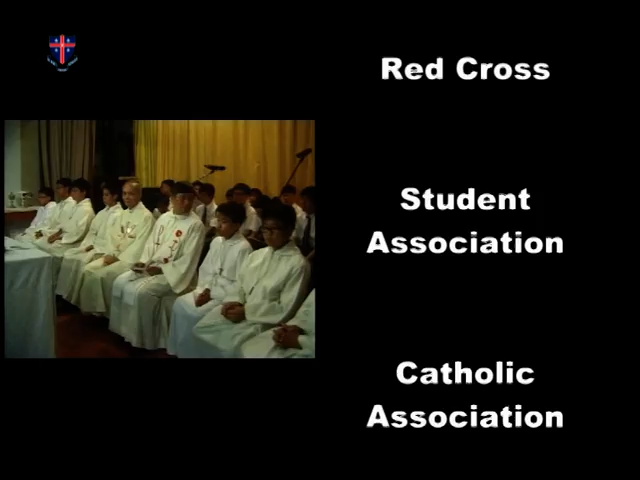 Red Cross
Student
Association
Catholic
Association